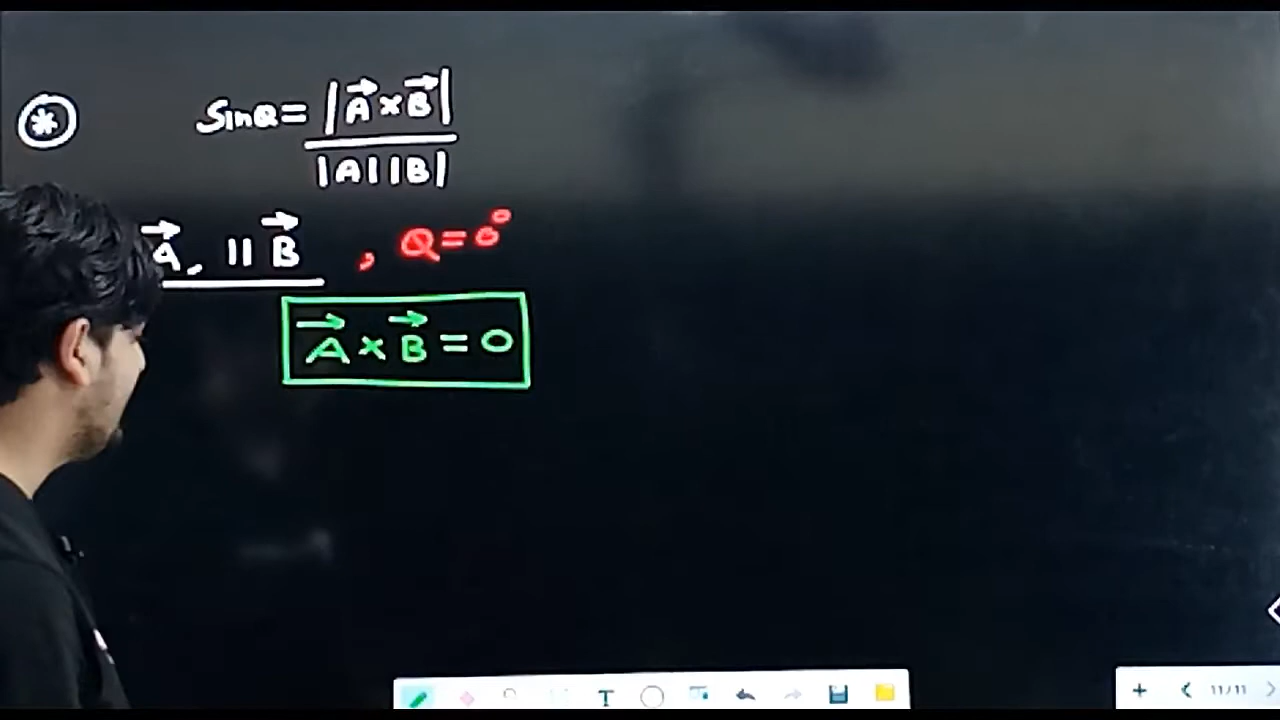 * Sinθ = |A⃗ × B⃗|
|A| |B|
A⃗, || B⃗ , θ = 0°
A⃗ × B⃗ = 0
T
11/11